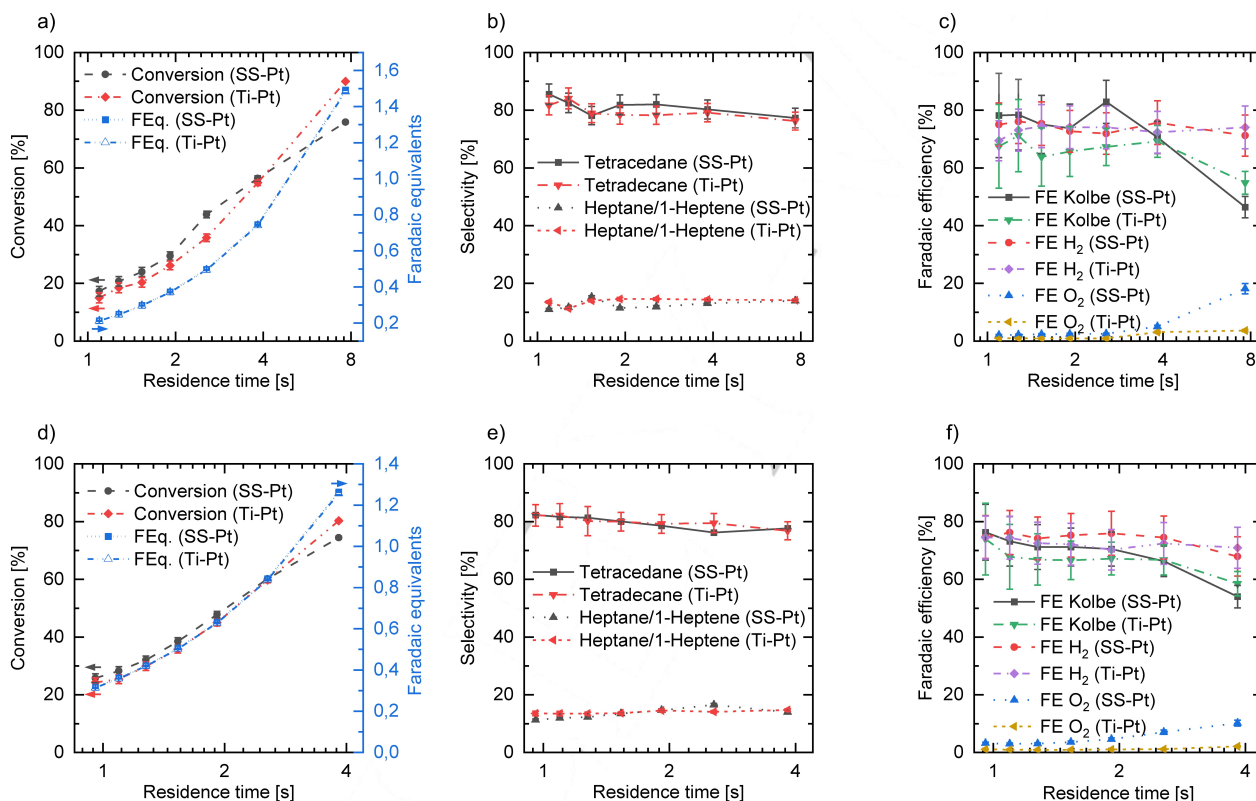 a)
100
80
60
40
20
0
Conversion [%]
Conversion (SS-Pt)
Conversion (Ti-Pt)
FEq. (SS-Pt)
FEq. (Ti-Pt)
1,6
1,4
1,2
1,0
0,8
0,6
0,4
0,2
Faradaic equivalents
1 2 4 8
Residence time [s]
b)
100
80
60
40
20
0
Selectivity [%]
Tetracedane (SS-Pt)
Tetradecane (Ti-Pt)
Heptane/1-Heptene (SS-Pt)
Heptane/1-Heptene (Ti-Pt)
1 2 4 8
Residence time [s]
c)
100
80
60
40
20
0
Faradaic efficiency [%]
FE Kolbe (SS-Pt)
FE Kolbe (Ti-Pt)
FE H2 (SS-Pt)
FE H2 (Ti-Pt)
FE O2 (SS-Pt)
FE O2 (Ti-Pt)
1 2 4 8
Residence time [s]
d)
100
80
60
40
20
0
Conversion [%]
Conversion (SS-Pt)
Conversion (Ti-Pt)
FEq. (SS-Pt)
FEq. (Ti-Pt)
1,4
1,2
1,0
0,8
0,6
0,4
0,2
0,0
Faradaic equivalents
1 2 4
Residence time [s]
e)
100
80
60
40
20
0
Selectivity [%]
Tetracedane (SS-Pt)
Tetradecane (Ti-Pt)
Heptane/1-Heptene (SS-Pt)
Heptane/1-Heptene (Ti-Pt)
1 2 4
Residence time [s]
f)
100
80
60
40
20
0
Faradaic efficiency [%]
FE Kolbe (SS-Pt)
FE Kolbe (Ti-Pt)
FE H2 (SS-Pt)
FE H2 (Ti-Pt)
FE O2 (SS-Pt)
FE O2 (Ti-Pt)
1 2 4
Residence time [s]